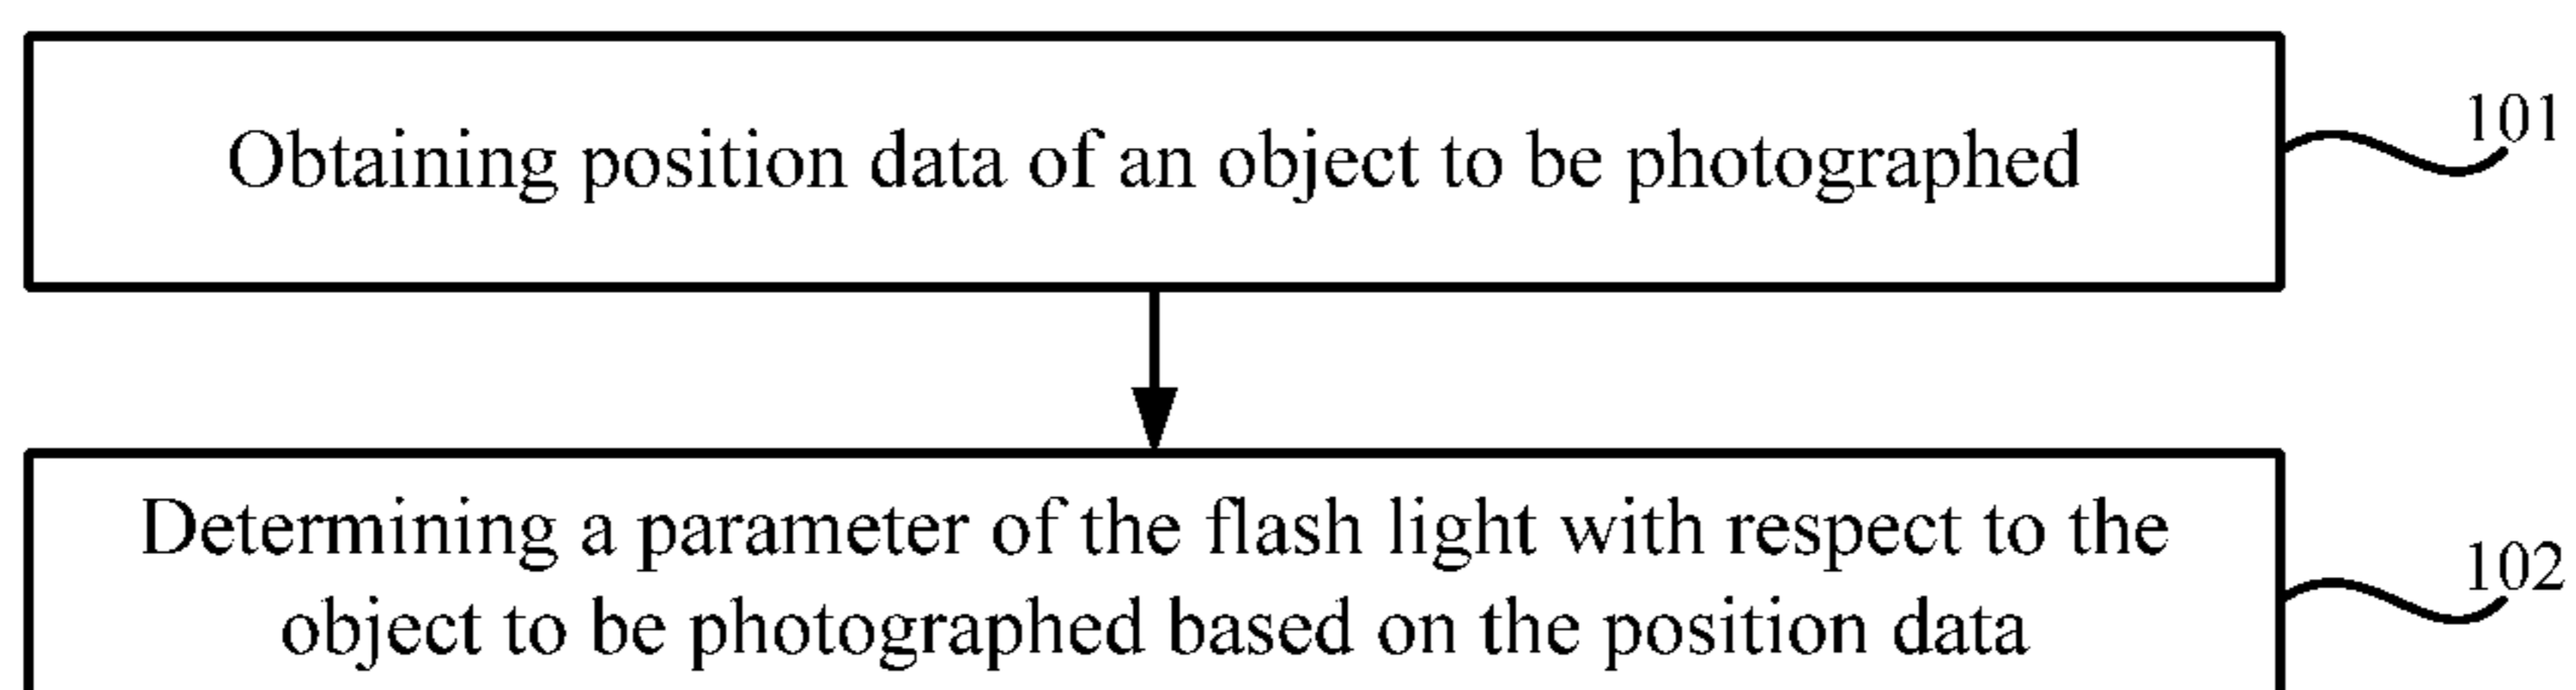 Obtaining position data of an object to be photographed
101
Determining a parameter of the flash light with respect to the
object to be photographed based on the position data
102